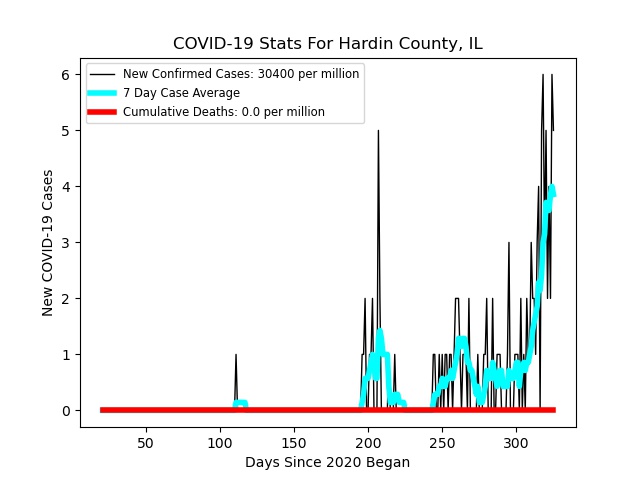 COVID-19 Stats For Hardin County, IL
New Confirmed Cases: 30400 per million
7 Day Case Average
Cumulative Deaths: 0.0 per million
6
5
4
3
2
1
0
New COVID-19 Cases
50 100 150 200 250 300
Days Since 2020 Began